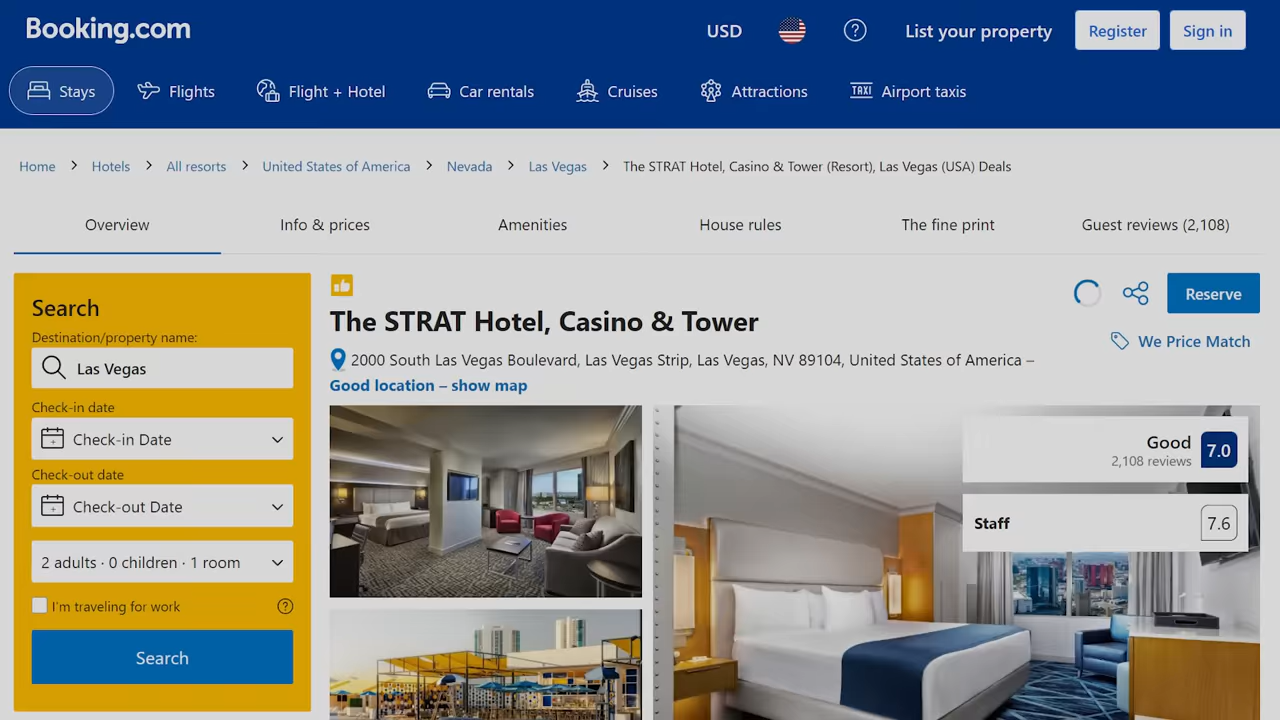 Booking.com
USD
List your property
Register
Sign in
Stays
Flights
Flight + Hotel
Car rentals
Cruises
Attractions
TAXI
Airport taxis
Home > Hotels > All resorts > United States of America > Nevada > Las Vegas > The STRAT Hotel, Casino & Tower (Resort), Las Vegas (USA) Deals
Overview
Info & prices
Amenities
House rules
The fine print
Guest reviews (2,108)
Search
Destination/property name:
Las Vegas
Check-in date
Check-in Date
Check-out date
Check-out Date
2 adults · 0 children · 1 room
I'm traveling for work
Search
The STRAT Hotel, Casino & Tower
Reserve
We Price Match
2000 South Las Vegas Boulevard, Las Vegas Strip, Las Vegas, NV 89104, United States of America –
Good location – show map
Good
2,108 reviews
7.0
Staff
7.6